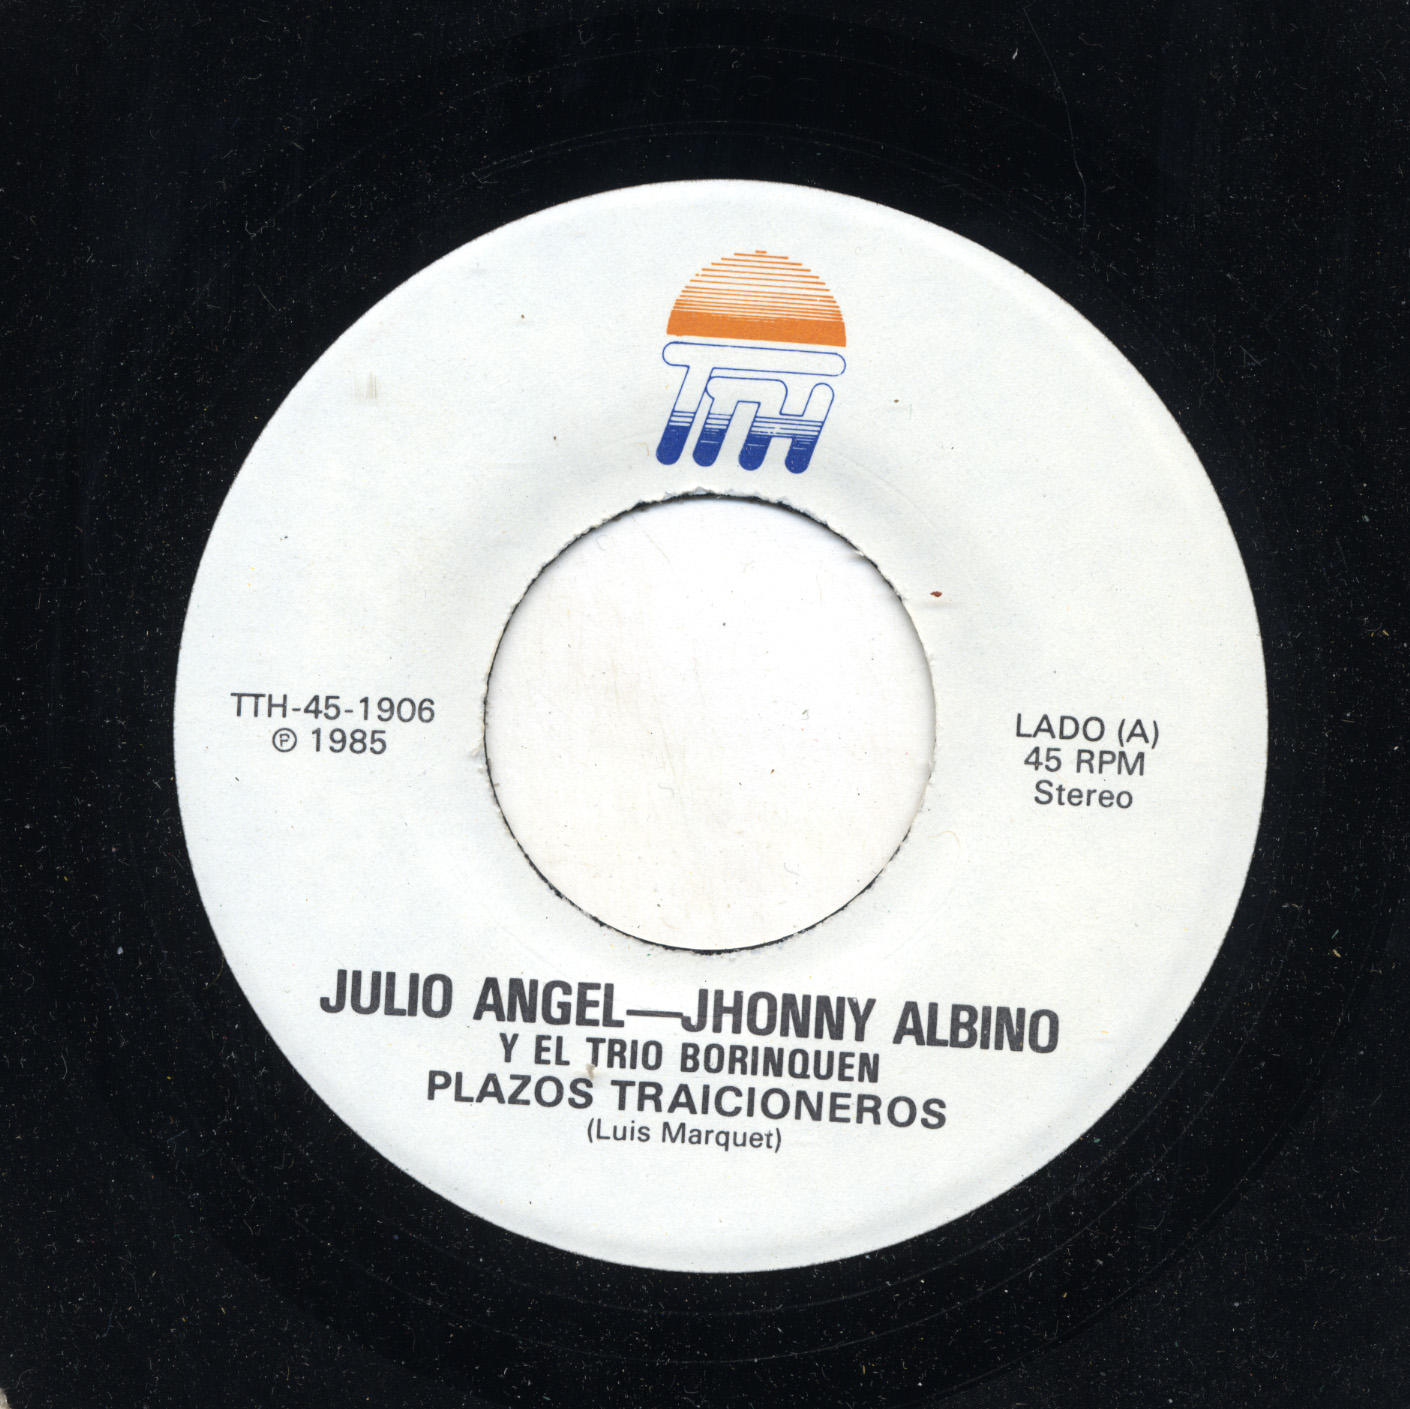 TTH
TTH-45-1906
℗ 1985
LADO (A)
45 RPM
Stereo
JULIO ANGEL—JHONNY ALBINO
Y EL TRIO BORINQUEN
PLAZOS TRAICIONEROS
(Luis Marquet)